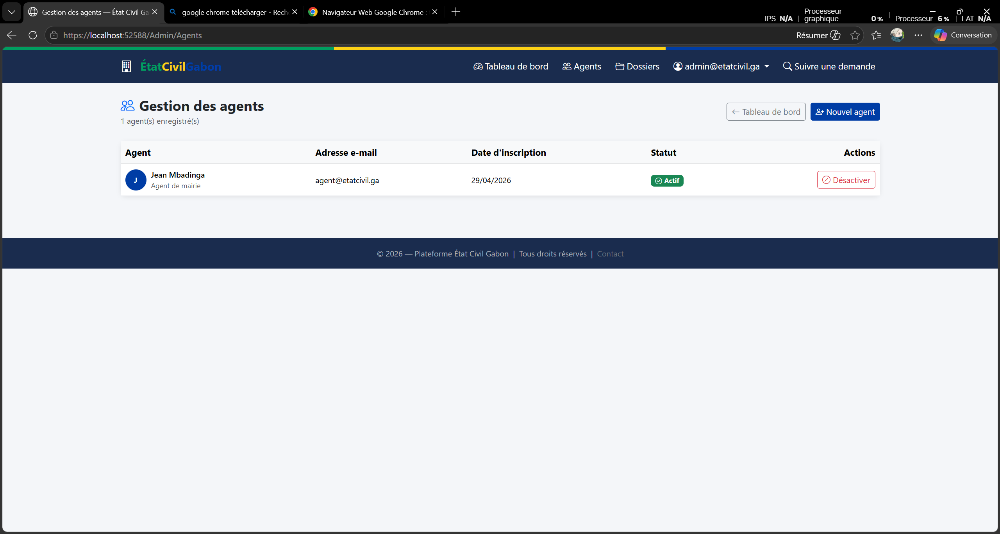 Gestion des agents — État Civil Ga
google chrome télécharger - Rech
Navigateur Web Google Chrome :
IPS N/A | Processeur graphique 0 % | Processeur 6 % | LAT N/A
https://localhost:52588/Admin/Agents
Résumer
Conversation
ÉtatCivilGabon
Tableau de bord
Agents
Dossiers
admin@etatcivil.ga
Suivre une demande
Gestion des agents
1 agent(s) enregistré(s)
← Tableau de bord
Nouvel agent
Agent Adresse e-mail Date d'inscription Statut Actions
J
Jean Mbadinga
Agent de mairie
agent@etatcivil.ga
29/04/2026
Actif
Désactiver
© 2026 — Plateforme État Civil Gabon | Tous droits réservés | Contact